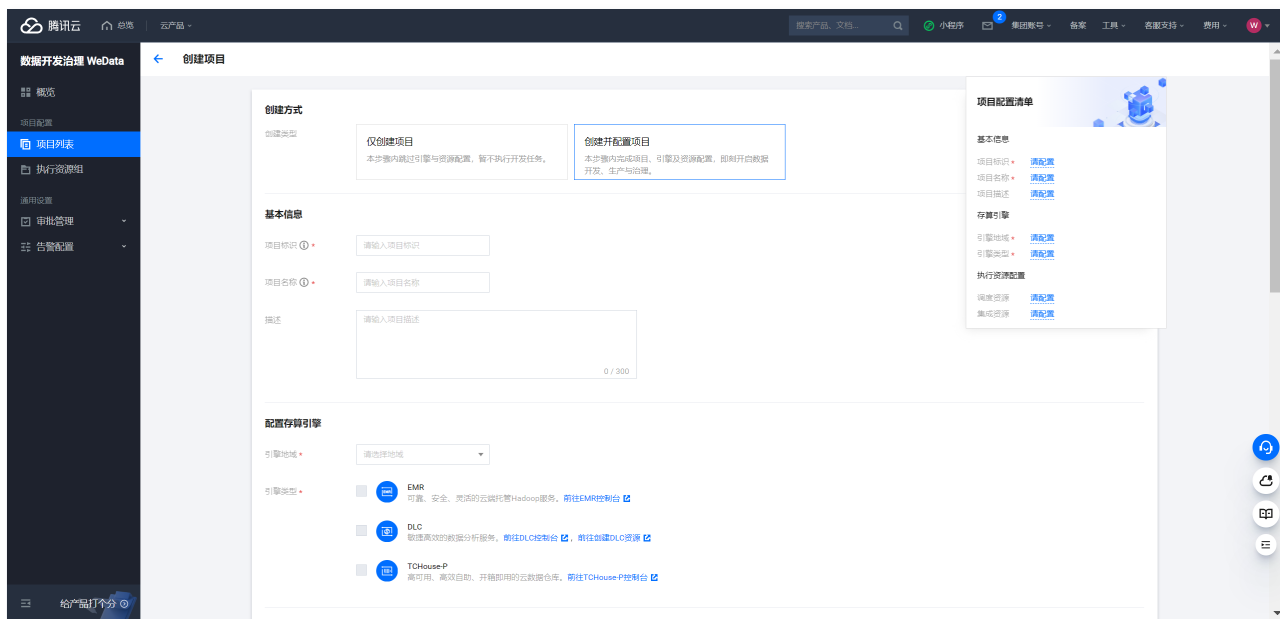 腾讯云
总览
云产品
搜索产品、文档...
小程序
2
集团账号
备案
工具
客服支持
费用
W
数据开发治理 WeData
创建项目
概览
项目配置
项目列表
执行资源组
通用设置
审批管理
告警配置
给产品打个分
创建方式
创建类型
仅创建项目
本步骤内跳过引擎与资源配置，暂不执行开发任务。
创建并配置项目
本步骤内完成项目、引擎及资源配置，即刻开启数据
开发、生产与治理。
基本信息
项目标识 *
请输入项目标识
项目名称 *
请输入项目名称
描述
请输入项目描述
0 / 300
配置存算引擎
引擎地域 *
请选择地域
引擎类型 *
EMR
可靠、安全、灵活的云端托管Hadoop服务。前往EMR控制台
DLC
敏捷高效的数据分析服务。前往DLC控制台 ，前往创建DLC资源
TCHouse-P
高可用、高效自助、开箱即用的云数据仓库。前往TCHouse-P控制台
项目配置清单
基本信息
项目标识 * 请配置
项目名称 * 请配置
项目描述 请配置
存算引擎
引擎地域 * 请配置
引擎类型 * 请配置
执行资源配置
调度资源 请配置
集成资源 请配置